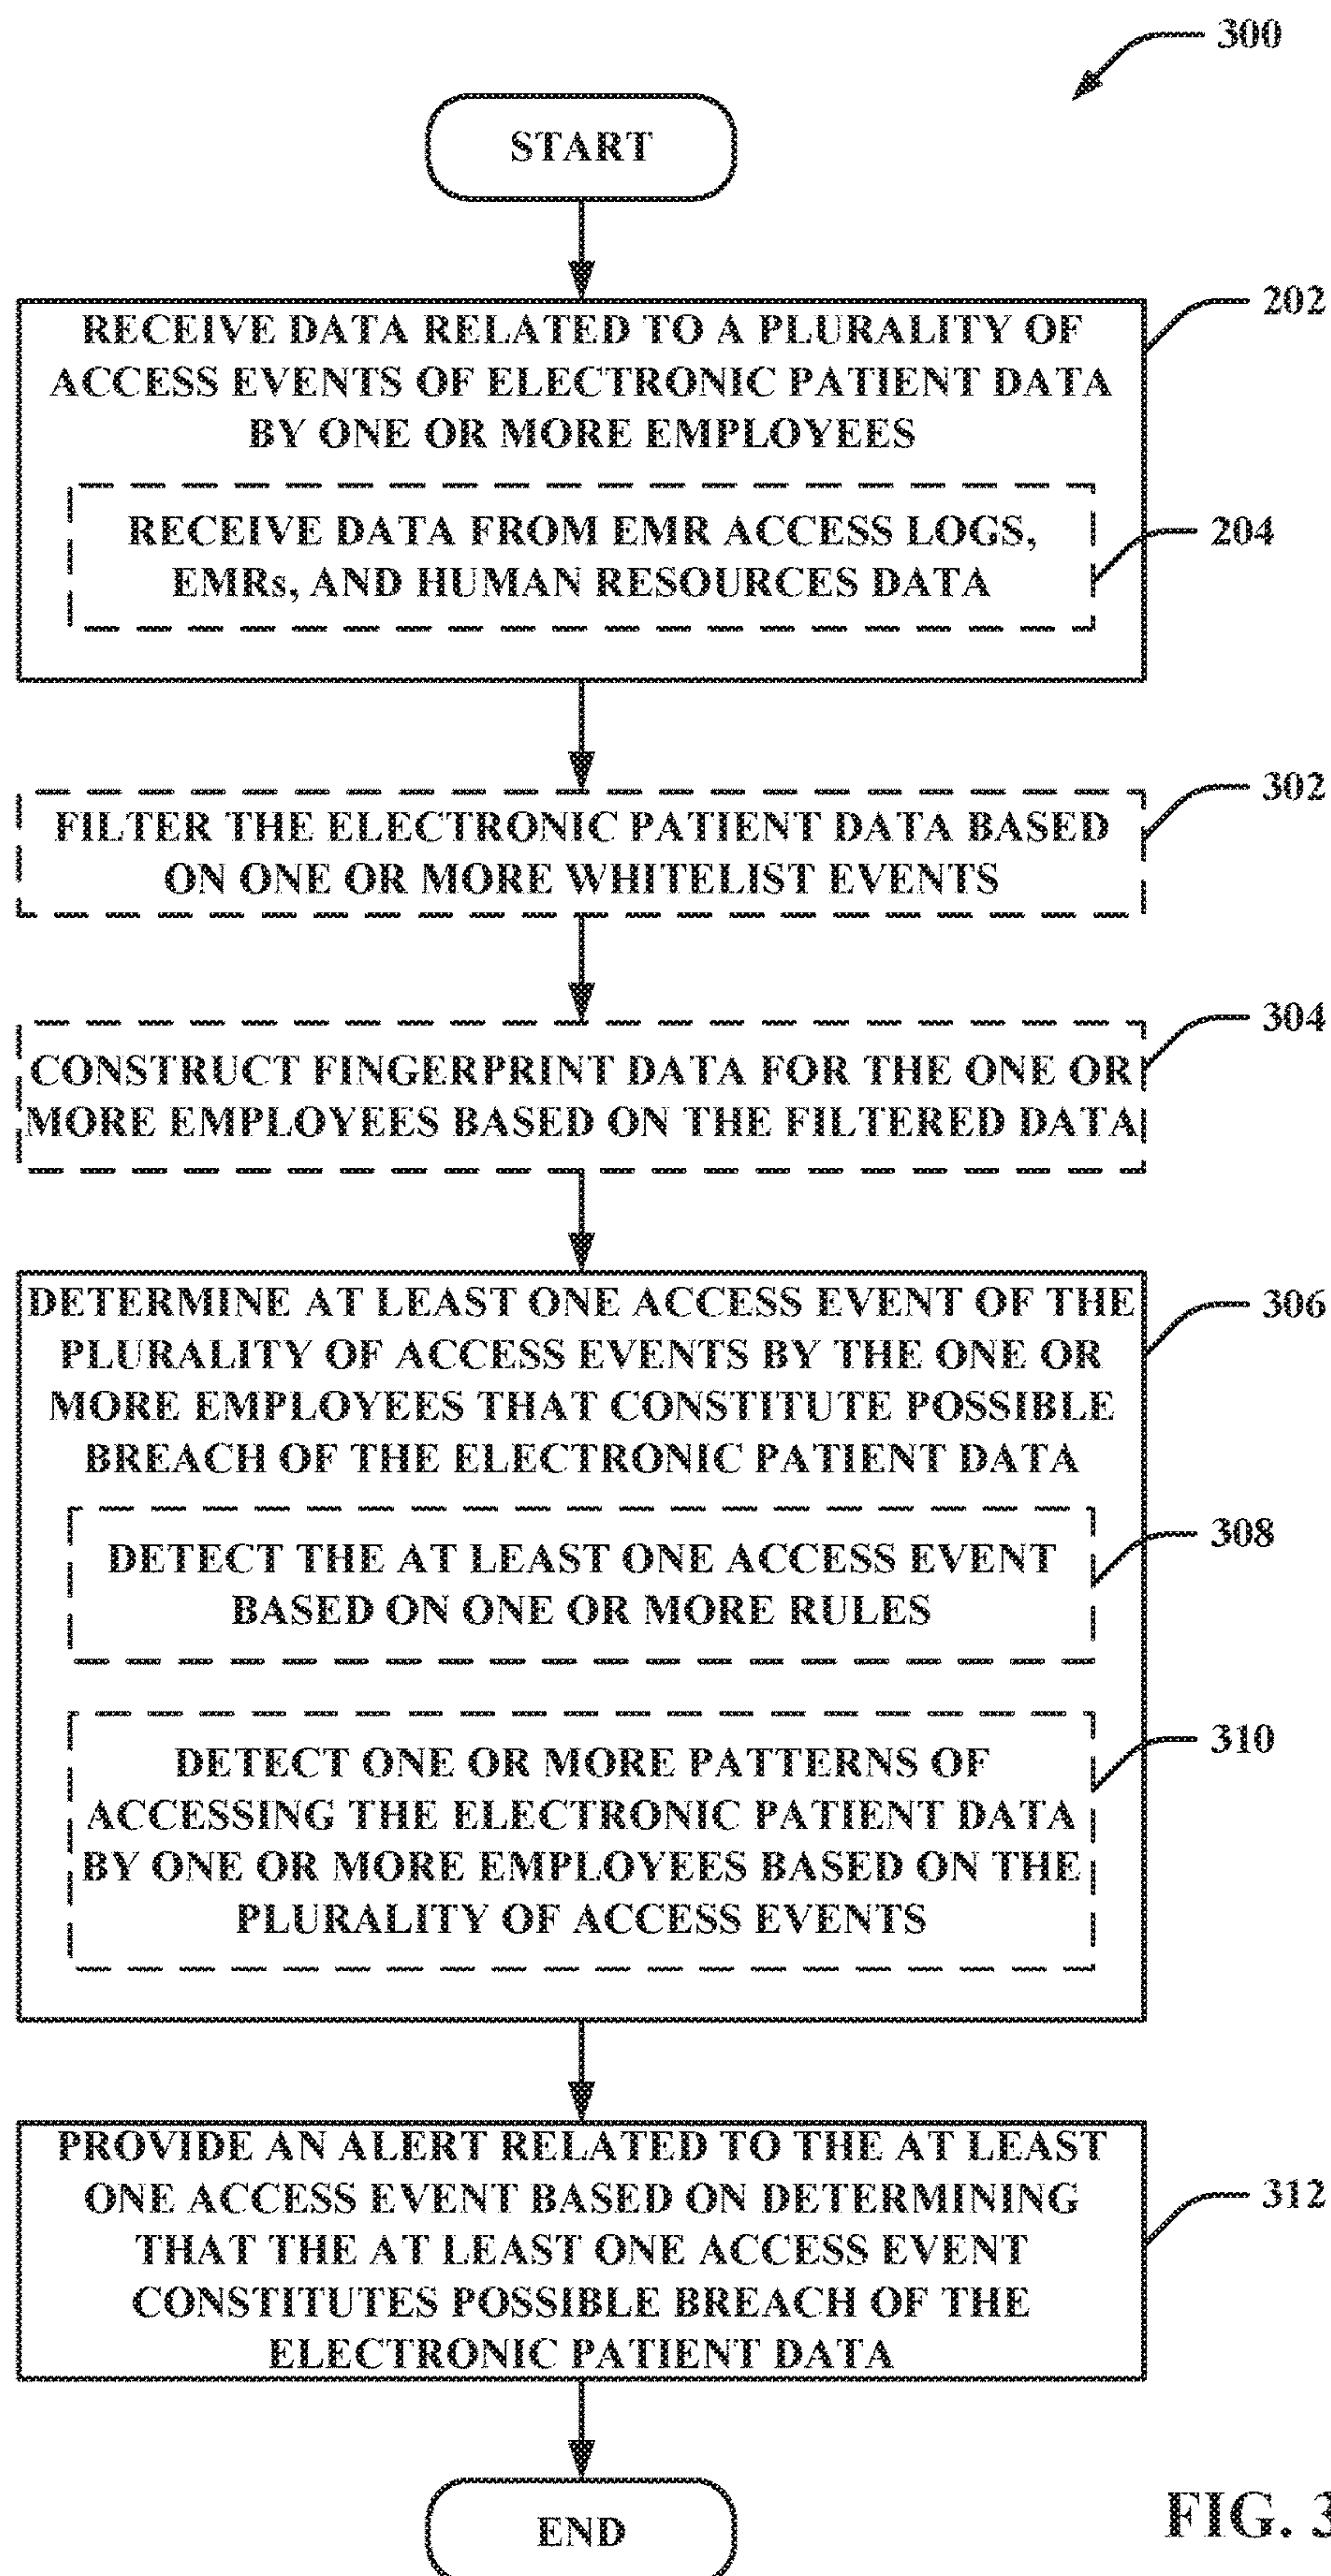 300
START
202
RECEIVE DATA RELATED TO A PLURALITY OF
ACCESS EVENTS OF ELECTRONIC PATIENT DATA
BY ONE OR MORE EMPLOYEES
204
RECEIVE DATA FROM EMR ACCESS LOGS,
EMRs, AND HUMAN RESOURCES DATA
302
FILTER THE ELECTRONIC PATIENT DATA BASED
ON ONE OR MORE WHITELIST EVENTS
304
CONSTRUCT FINGERPRINT DATA FOR THE ONE OR
MORE EMPLOYEES BASED ON THE FILTERED DATA
306
DETERMINE AT LEAST ONE ACCESS EVENT OF THE
PLURALITY OF ACCESS EVENTS BY THE ONE OR
MORE EMPLOYEES THAT CONSTITUTE POSSIBLE
BREACH OF THE ELECTRONIC PATIENT DATA
308
DETECT THE AT LEAST ONE ACCESS EVENT
BASED ON ONE OR MORE RULES
310
DETECT ONE OR MORE PATTERNS OF
ACCESSING THE ELECTRONIC PATIENT DATA
BY ONE OR MORE EMPLOYEES BASED ON THE
PLURALITY OF ACCESS EVENTS
312
PROVIDE AN ALERT RELATED TO THE AT LEAST
ONE ACCESS EVENT BASED ON DETERMINING
THAT THE AT LEAST ONE ACCESS EVENT
CONSTITUTES POSSIBLE BREACH OF THE
ELECTRONIC PATIENT DATA
END
FIG. 3